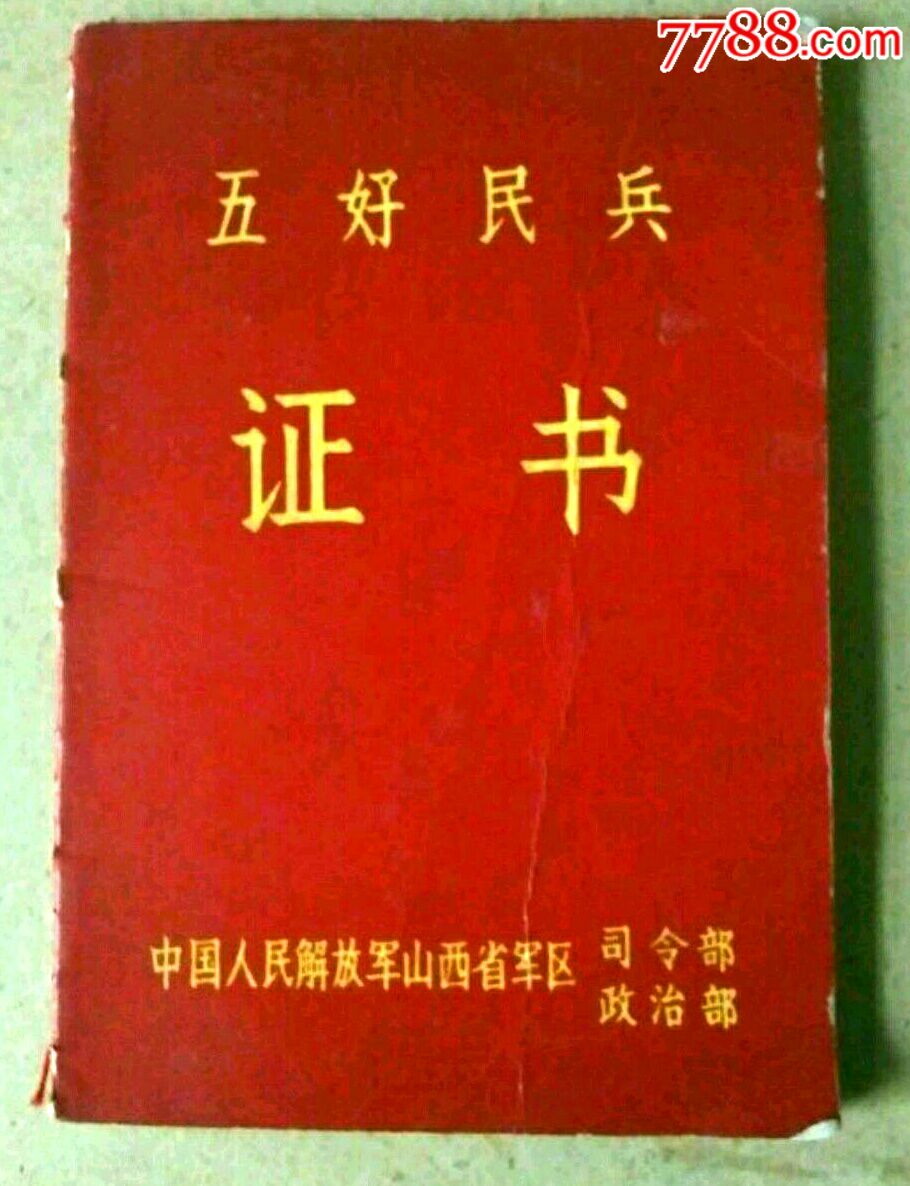 7788.com
五好民兵
证书
中国人民解放军山西省军区 司令部
政治部